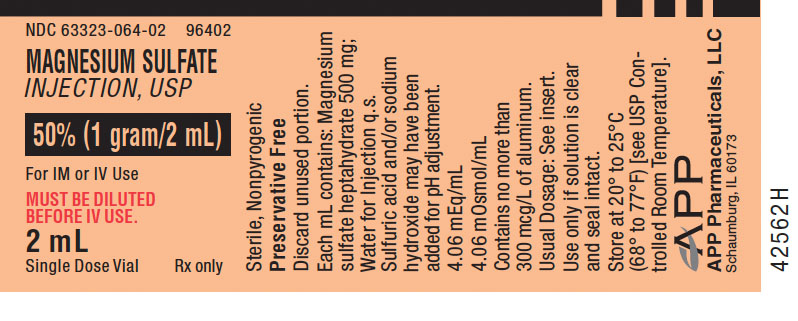 NDC 63323-064-02 96402
MAGNESIUM SULFATE
INJECTION, USP
50% (1 gram/2 mL)
For IM or IV Use
MUST BE DILUTED
BEFORE IV USE.
2 mL
Single Dose Vial Rx only
Sterile, Nonpyrogenic
Preservative Free
Discard unused portion.
Each mL contains: Magnesium
sulfate heptahydrate 500 mg;
Water for Injection q.s.
Sulfuric acid and/or sodium
hydroxide may have been
added for pH adjustment.
4.06 mEq/mL
4.06 mOsmol/mL
Contains no more than
300 mcg/L of aluminum.
Usual Dosage: See insert.
Use only if solution is clear
and seal intact.
Store at 20° to 25°C
(68° to 77°F) [see USP Con-
trolled Room Temperature].
APP
APP Pharmaceuticals, LLC
Schaumburg, IL 60173
42562H